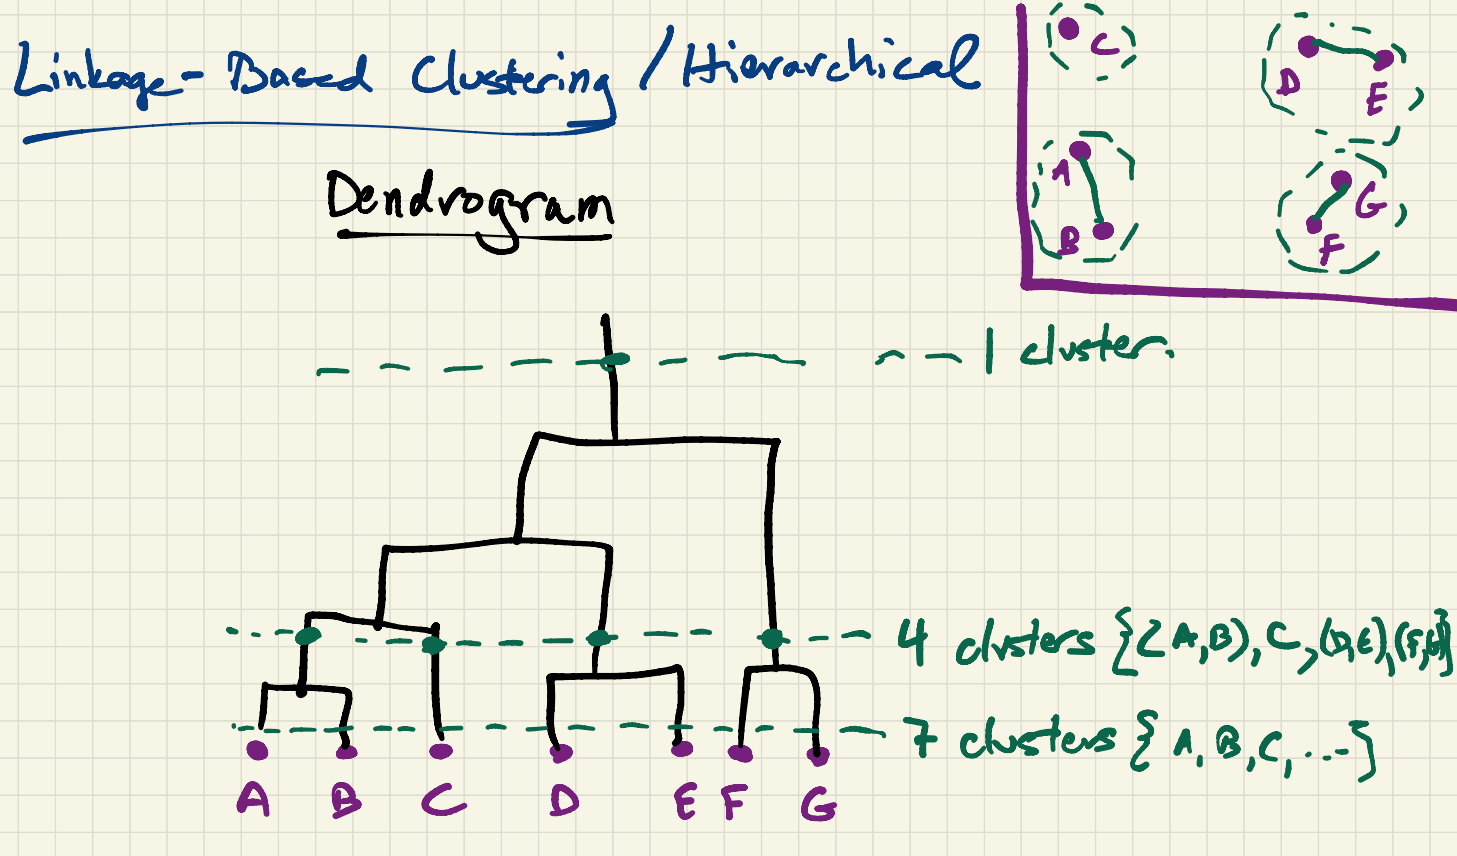 Linkage-Based Clustering / Hierarchical
Dendrogram
C
D
E
A
B
G
F
1 cluster.
4 clusters {(A,B), C, (D,E), (F,G)}
7 clusters { A, B, C, ... }
A B C D E F G